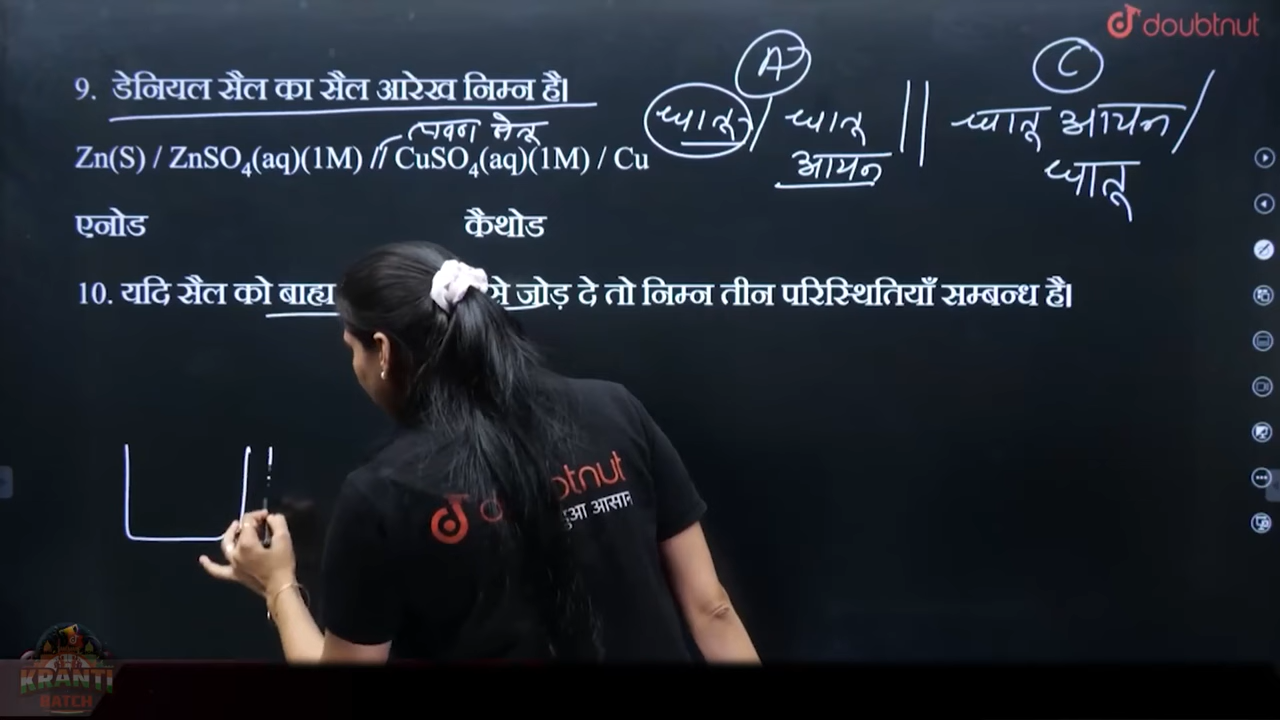 doubtnut
9. डेनियल सैल का सैल आरेख निम्न है।
A
C
धातु / धातु आयन || धातु आयन / धातु
सेतू
Zn(S) / ZnSO₄(aq)(1M) // CuSO₄(aq)(1M) / Cu
एनोड कैथोड
10. यदि सैल को बाह्य से जोड़ दे तो निम्न तीन परिस्थितियाँ सम्बन्ध है।
doubtnut
हुआ आसान
KRANTI
BATCH